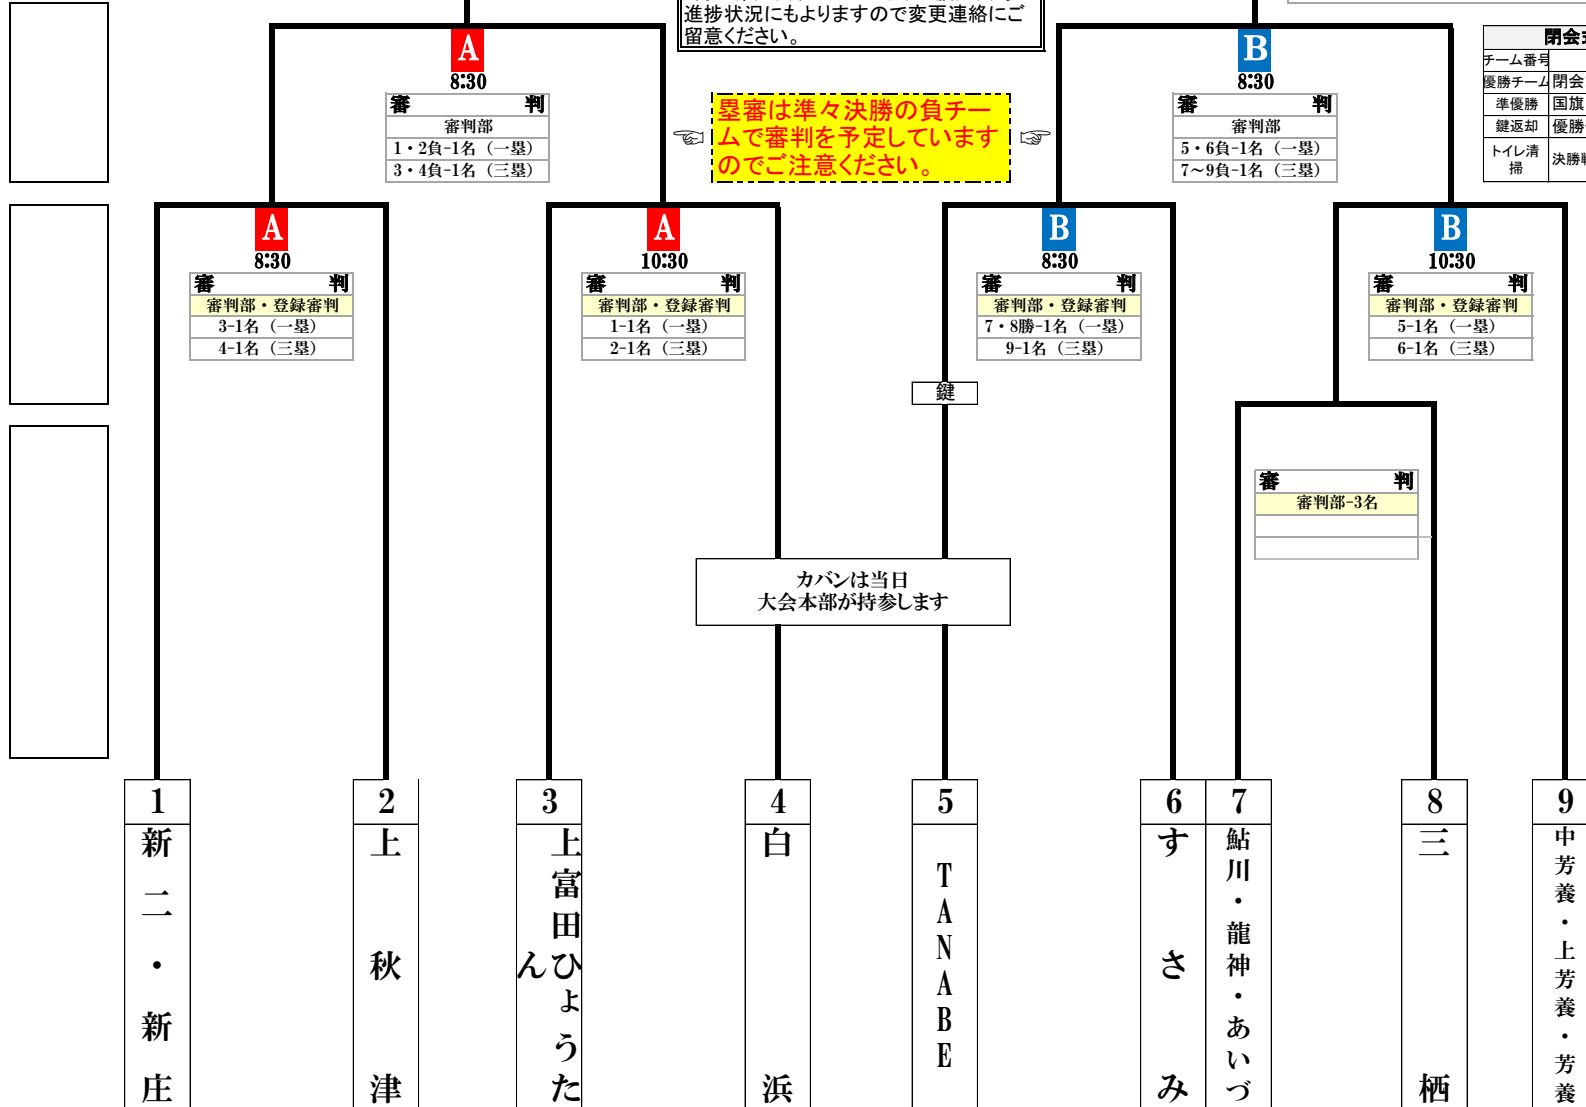 進捗状況にもよりますので変更連絡にご
留意ください。
A
8:30
審 判
審判部
1・2負-1名（一塁）
3・4負-1名（三塁）
☜
塁審は準々決勝の負チー
ムで審判を予定しています
のでご注意ください。
☞
B
8:30
審 判
審判部
5・6負-1名（一塁）
7～9負-1名（三塁）
閉会
チーム番号
優勝チーム 閉会
準優勝 国旗
鍵返却 優勝
トイレ清
掃
決勝
A
8:30
審 判
審判部・登録審判
3-1名（一塁）
4-1名（三塁）
A
10:30
審 判
審判部・登録審判
1-1名（一塁）
2-1名（三塁）
B
8:30
審 判
審判部・登録審判
7・8勝-1名（一塁）
9-1名（三塁）
B
10:30
審 判
審判部・登録審判
5-1名（一塁）
6-1名（三塁）
鍵
審 判
審判部-3名
カバンは当日
大会本部が持参します
1
新二・新庄
2
上秋津
3
上富田ひょうた
ん
4
白浜
5
TANABE
6
すさみ
7
鮎川・龍神・あいづ
8
三栖
9
中芳養・上芳養・芳養